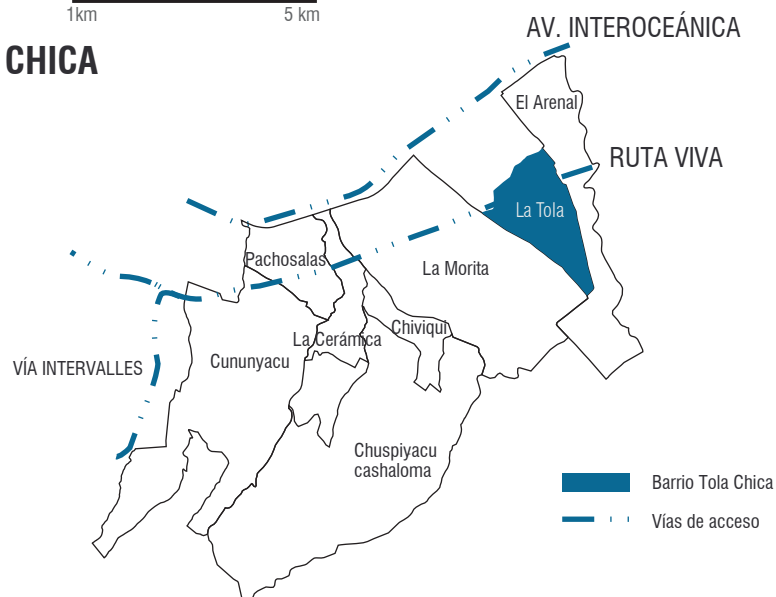 1km 5 km
CHICA
AV. INTEROCEÁNICA
El Arenal
RUTA VIVA
La Tola
Pachosalas
La Morita
La Cerámica
Chiviqui
Cununyacu
VÍA INTERVALLES
Chuspiyacu
cashaloma
Barrio Tola Chica
Vías de acceso